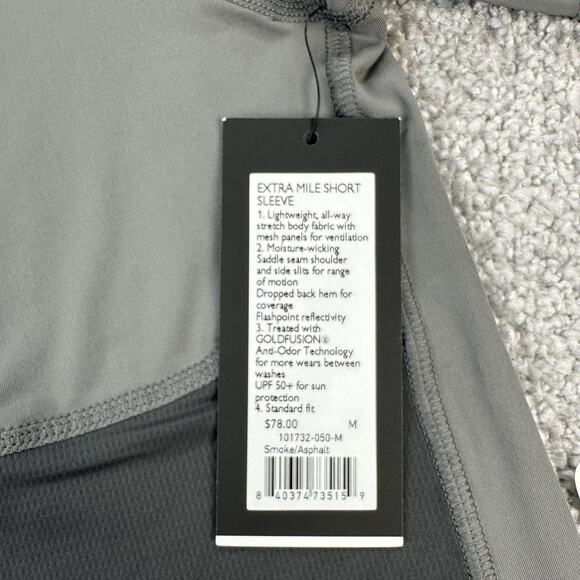 EXTRA MILE SHORT
SLEEVE
1. Lightweight, all-way
stretch body fabric with
mesh panels for ventilation
2. Moisture-wicking
Saddle seam shoulder
and side slits for range
of motion
Dropped back hem for
coverage
Flashpoint reflectivity
3. Treated with
GOLDFUSION®
Anti-Odor Technology
for more wears between
washes
UPF 50+ for sun
protection
4. Standard fit
$78.00 M
101732-050-M
Smoke/Asphalt
8 40374 73515 9